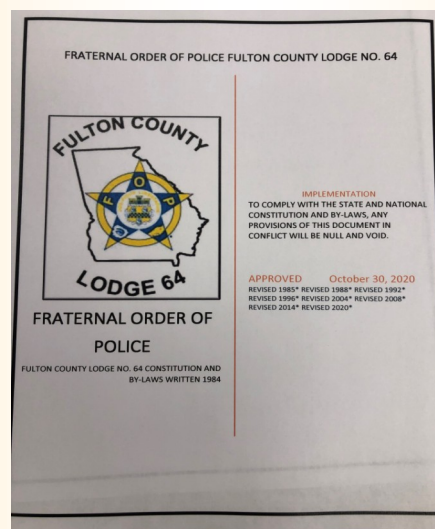 FRATERNAL ORDER OF POLICE FULTON COUNTY LODGE NO. 64
FULTON COUNTY
F O P
LODGE 64
FRATERNAL ORDER OF
POLICE
FULTON COUNTY LODGE NO. 64 CONSTITUTION AND
BY-LAWS WRITTEN 1984
IMPLEMENTATION
TO COMPLY WITH THE STATE AND NATIONAL
CONSTITUTION AND BY-LAWS, ANY
PROVISIONS OF THIS DOCUMENT IN
CONFLICT WILL BE NULL AND VOID.
APPROVED October 30, 2020
REVISED 1985* REVISED 1988* REVISED 1992*
REVISED 1996* REVISED 2004* REVISED 2008*
REVISED 2014* REVISED 2020*